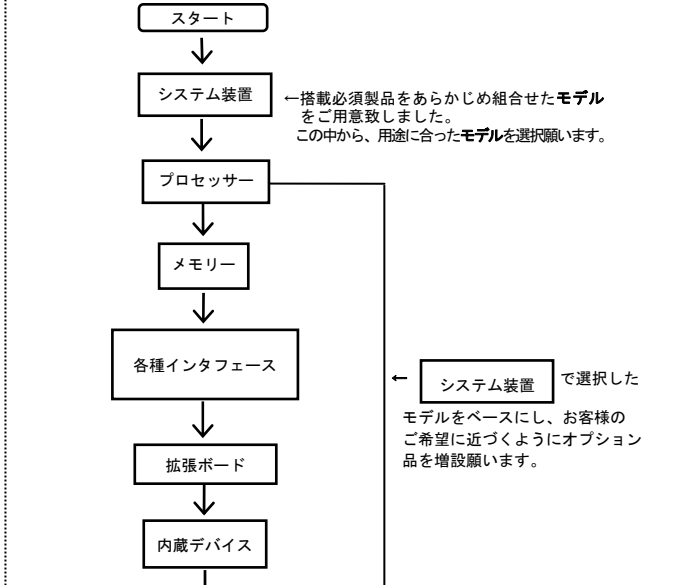 スタート
システム装置
←搭載必須製品をあらかじめ組合せたモデル
をご用意致しました。
この中から、用途に合ったモデルを選択願います。
プロセッサー
メモリー
各種インタフェース
← システム装置 で選択した
モデルをベースにし、お客様の
ご希望に近づくようにオプション
品を増設願います。
拡張ボード
内蔵デバイス